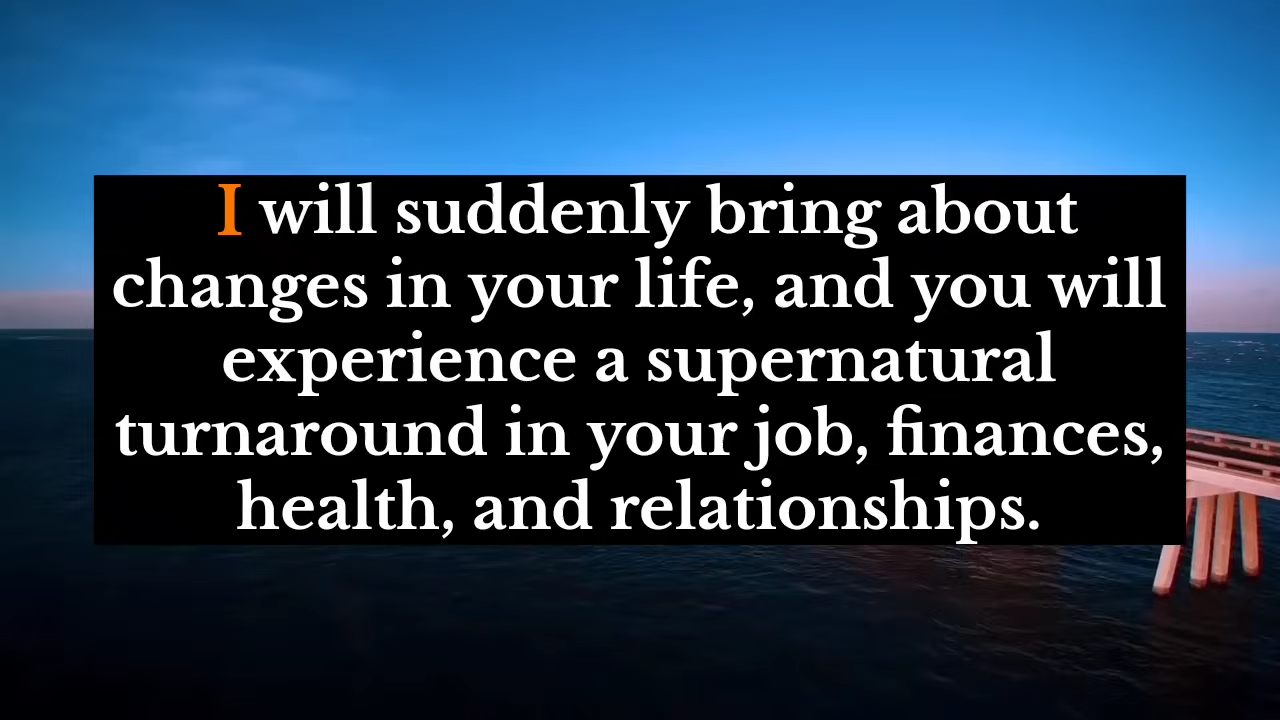 I will suddenly bring about
changes in your life, and you will
experience a supernatural
turnaround in your job, finances,
health, and relationships.